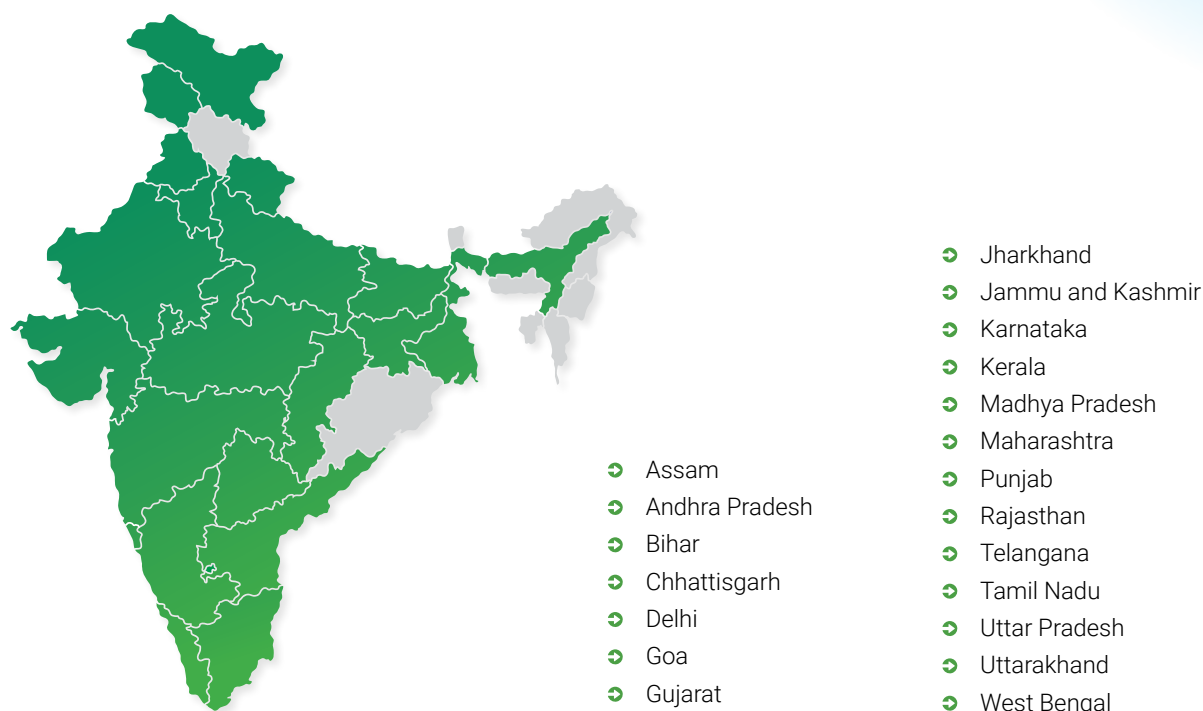 Assam
Andhra Pradesh
Bihar
Chhattisgarh
Delhi
Goa
Gujarat
Jharkhand
Jammu and Kashmir
Karnataka
Kerala
Madhya Pradesh
Maharashtra
Punjab
Rajasthan
Telangana
Tamil Nadu
Uttar Pradesh
Uttarakhand
West Bengal